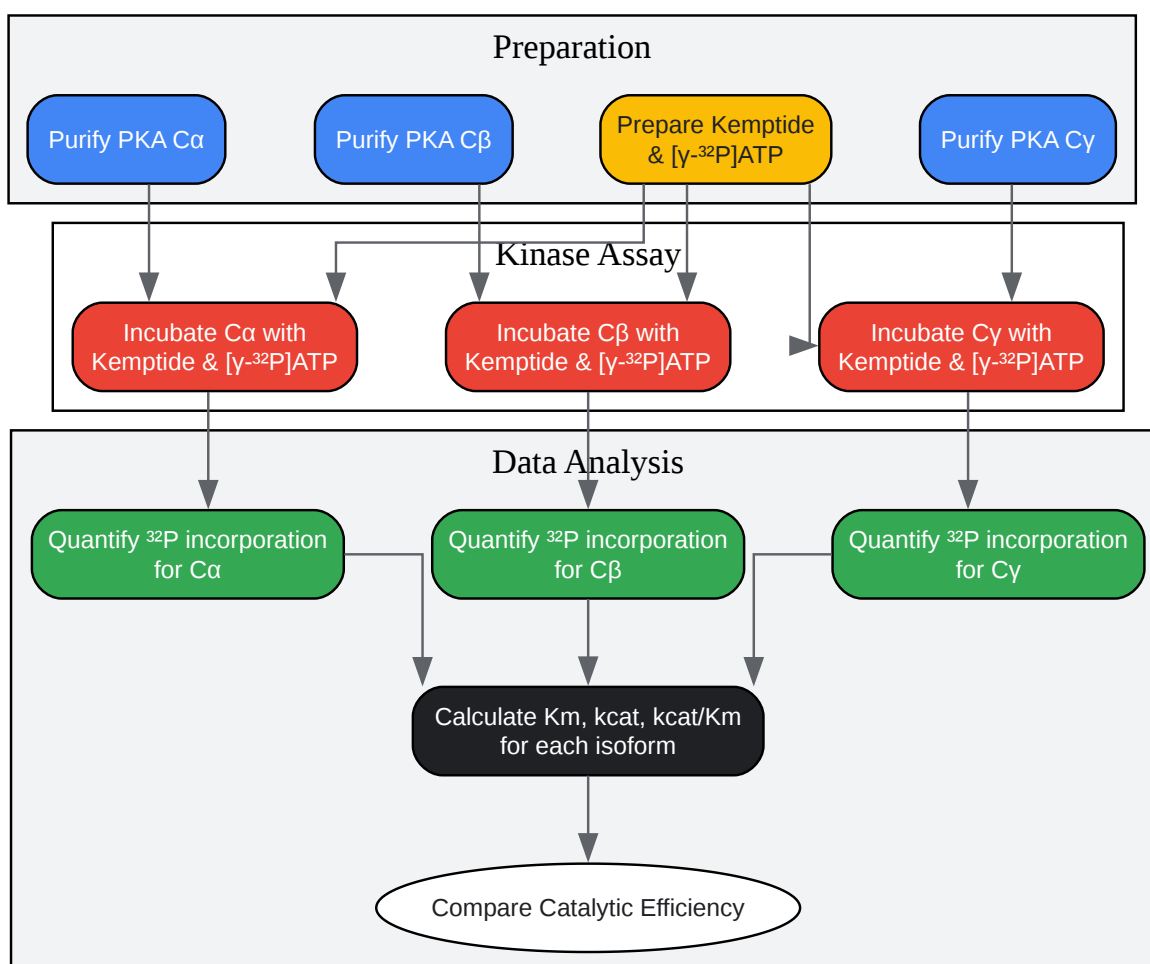 Preparation
Purify PKA Cα
Purify PKA Cβ
Prepare Kemptide
& [γ-³²P]ATP
Purify PKA Cγ
Kinase Assay
Incubate Cα with
Kemptide & [γ-³²P]ATP
Incubate Cβ with
Kemptide & [γ-³²P]ATP
Incubate Cγ with
Kemptide & [γ-³²P]ATP
Data Analysis
Quantify ³²P incorporation
for Cα
Quantify ³²P incorporation
for Cβ
Quantify ³²P incorporation
for Cγ
Calculate Km, kcat, kcat/Km
for each isoform
Compare Catalytic Efficiency